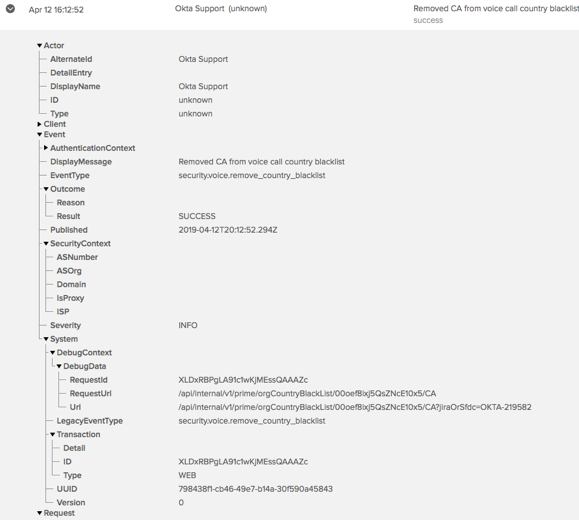 Apr 12 16:12:52 Okta Support (unknown) Removed CA from voice call country blacklist
success
Actor
AlternateId Okta Support
DetailEntry
DisplayName Okta Support
ID unknown
Type unknown
Client
Event
AuthenticationContext
DisplayMessage Removed CA from voice call country blacklist
EventType security.voice.remove_country_blacklist
Outcome
Reason
Result SUCCESS
Published 2019-04-12T20:12:52.294Z
SecurityContext
ASNumber
ASOrg
Domain
IsProxy
ISP
Severity INFO
System
DebugContext
DebugData
RequestId XLDxRBPgLA91c1wKjMEssQAAAZc
RequestUri /api/internal/v1/prime/orgCountryBlackList/00oef8ixj5QsZNcE10x5/CA
Url /api/internal/v1/prime/orgCountryBlackList/00oef8ixj5QsZNcE10x5/CA?jiraOrSfdc=OKTA-219582
LegacyEventType security.voice.remove_country_blacklist
Transaction
Detail
ID XLDxRBPgLA91c1wKjMEssQAAAZc
Type WEB
UUID 798438f1-cb46-49e7-b14a-30f590a45843
Version 0
Request